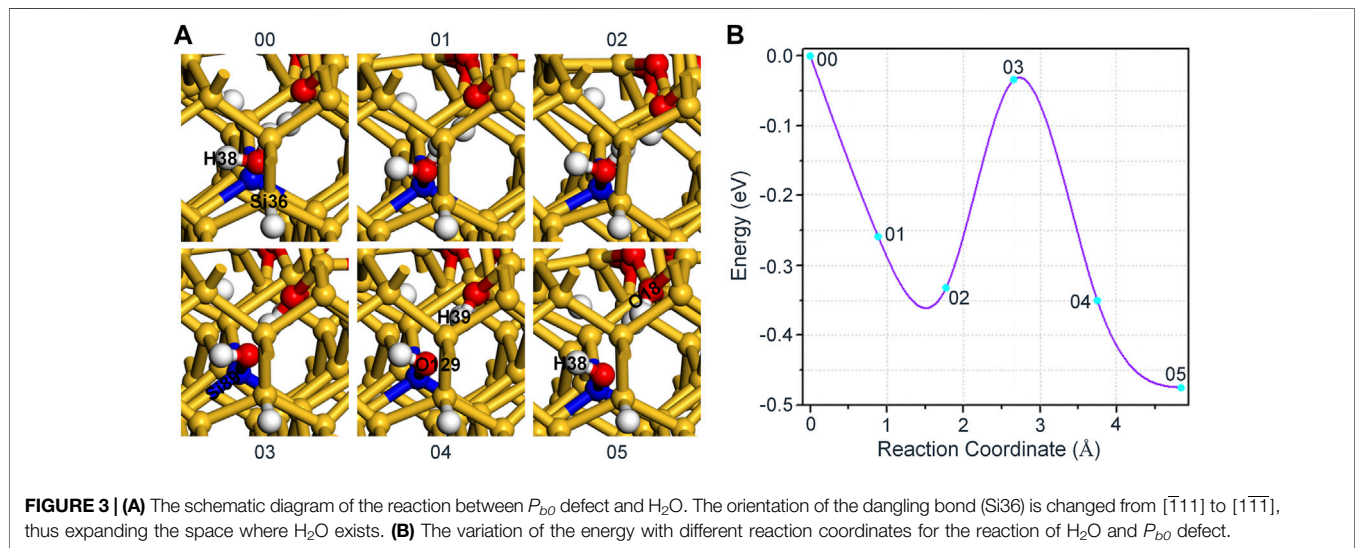 A
00
01
02
H38
Si36
Si39
H39
O129
O18
H38
03
04
05
B
Energy (eV)
0.0
-0.1
-0.2
-0.3
-0.4
-0.5
00
01
02
03
04
05
0
1
2
3
4
Reaction Coordinate (Å)
FIGURE 3 | (A) The schematic diagram of the reaction between Pb0 defect and H₂O. The orientation of the dangling bond (Si36) is changed from [1̅11] to [11̅1̅],
thus expanding the space where H₂O exists. (B) The variation of the energy with different reaction coordinates for the reaction of H₂O and Pb0 defect.